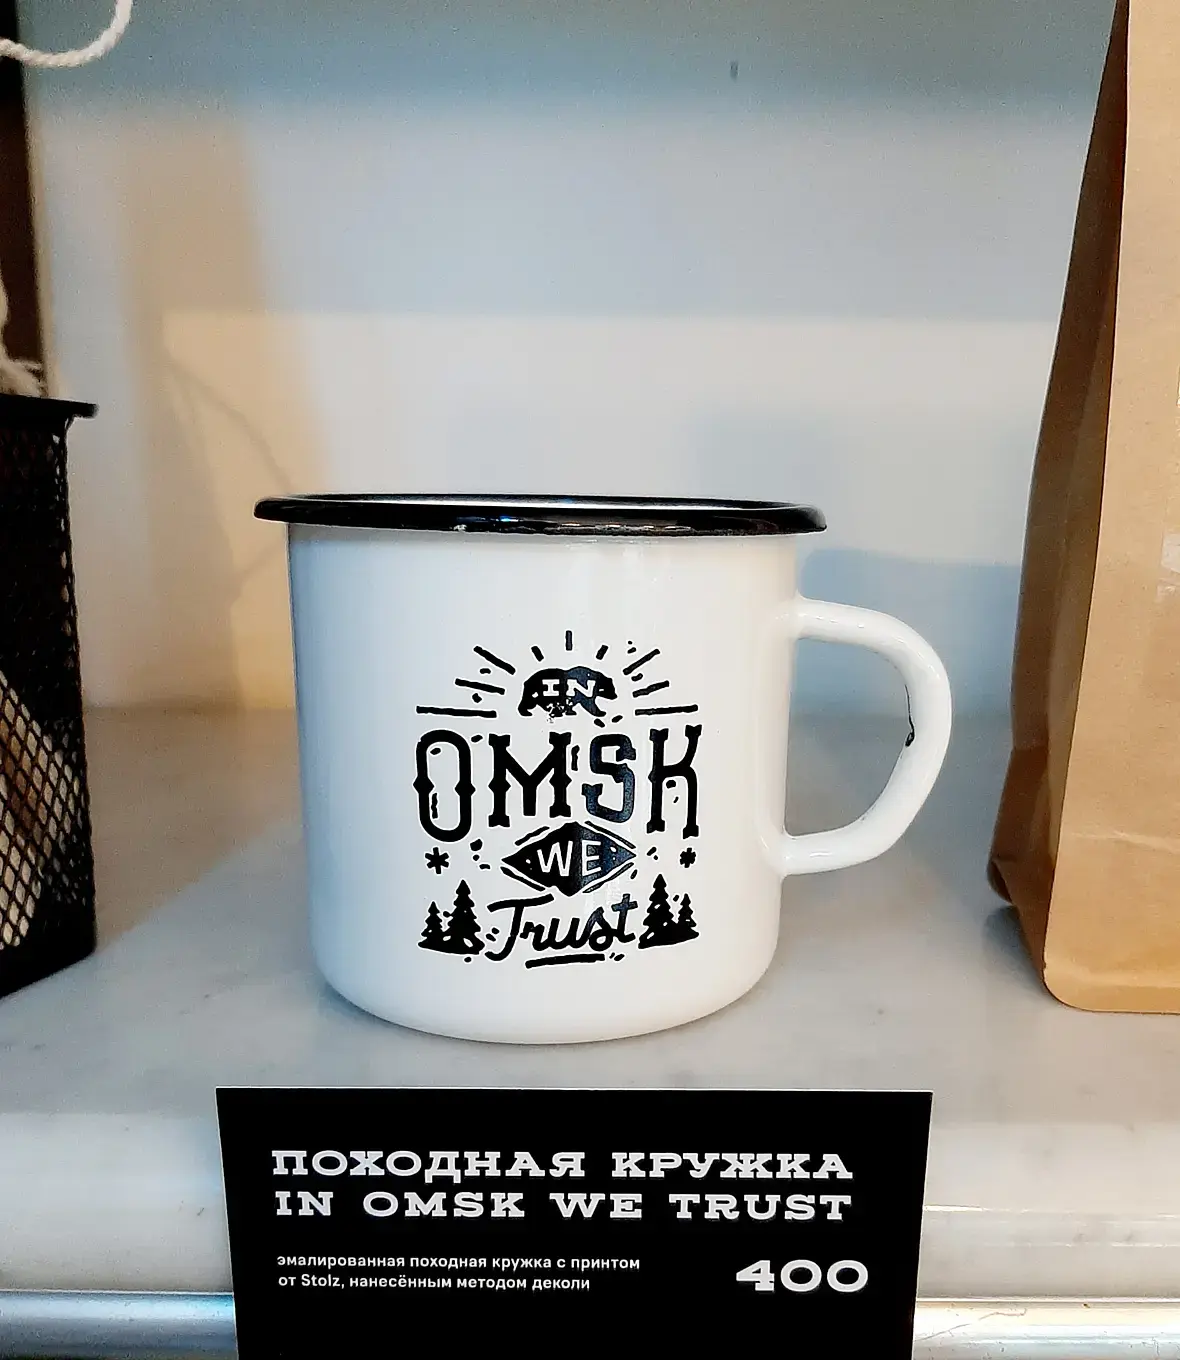 IN
OMSK
WE
Trust
ПОХОДНАЯ КРУЖКА
IN OMSK WE TRUST
эмалированная походная кружка с принтом
от Stolz, нанесённым методом деколи
400